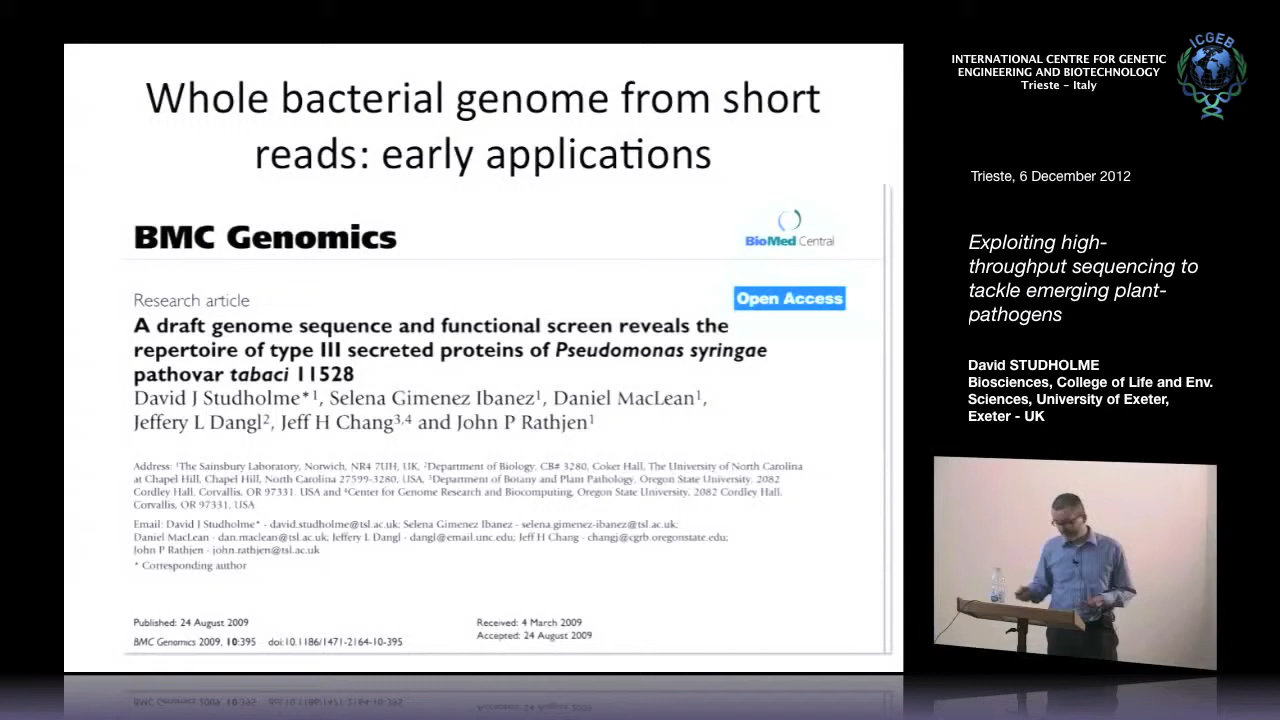 Whole bacterial genome from short
reads: early applications
BMC Genomics
BioMed Central
Research article
Open Access
A draft genome sequence and functional screen reveals the
repertoire of type III secreted proteins of Pseudomonas syringae
pathovar tabaci 11528
David J Studholme*1, Selena Gimenez Ibanez1, Daniel MacLean1,
Jeffery L Dangl2, Jeff H Chang3,4 and John P Rathjen1
Address: 1The Sainsbury Laboratory, Norwich, NR4 7UH, UK, 2Department of Biology, CB# 3280, Coker Hall, The University of North Carolina
at Chapel Hill, Chapel Hill, North Carolina 27599-3280, USA, 3Department of Botany and Plant Pathology, Oregon State University, 2082
Cordley Hall, Corvallis, OR 97331, USA and 4Center for Genome Research and Biocomputing, Oregon State University, 2082 Cordley Hall,
Corvallis, OR 97331, USA
Email: David J Studholme* - david.studholme@tsl.ac.uk; Selena Gimenez Ibanez - selena.gimenez-ibanez@tsl.ac.uk;
Daniel MacLean - dan.maclean@tsl.ac.uk; Jeffery L Dangl - dangl@email.unc.edu; Jeff H Chang - changj@cgrb.oregonstate.edu;
John P Rathjen - john.rathjen@tsl.ac.uk
* Corresponding author
Published: 24 August 2009
BMC Genomics 2009, 10:395 doi:10.1186/1471-2164-10-395
Received: 4 March 2009
Accepted: 24 August 2009
INTERNATIONAL CENTRE FOR GENETIC
ENGINEERING AND BIOTECHNOLOGY
Trieste - Italy
ICGEB
Trieste, 6 December 2012
Exploiting high-
throughput sequencing to
tackle emerging plant-
pathogens
David STUDHOLME
Biosciences, College of Life and Env.
Sciences, University of Exeter,
Exeter - UK